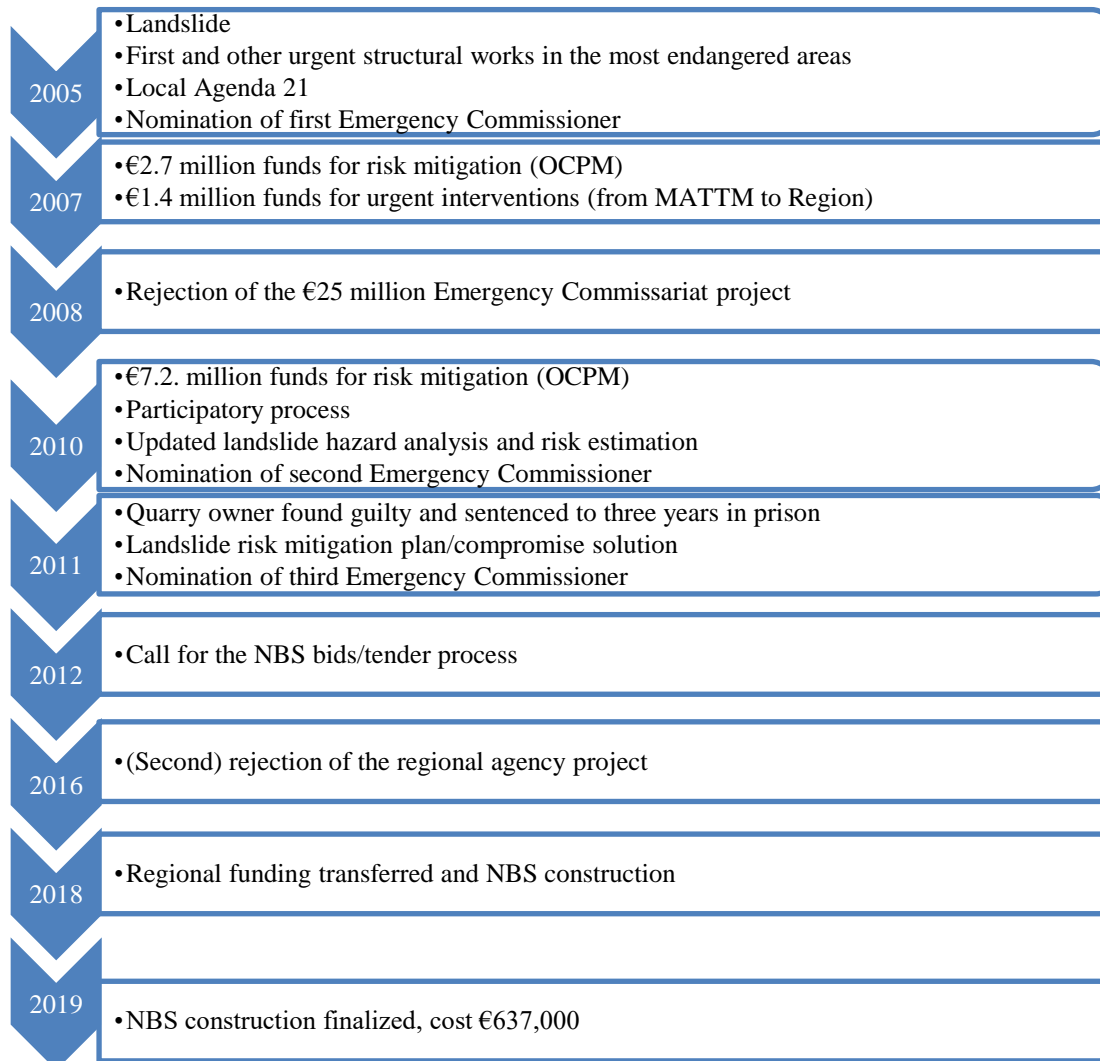 2005
•Landslide
•First and other urgent structural works in the most endangered areas
•Local Agenda 21
•Nomination of first Emergency Commissioner
2007
•€2.7 million funds for risk mitigation (OCPM)
•€1.4 million funds for urgent interventions (from MATTM to Region)
2008
•Rejection of the €25 million Emergency Commissariat project
2010
•€7.2. million funds for risk mitigation (OCPM)
•Participatory process
•Updated landslide hazard analysis and risk estimation
•Nomination of second Emergency Commissioner
2011
•Quarry owner found guilty and sentenced to three years in prison
•Landslide risk mitigation plan/compromise solution
•Nomination of third Emergency Commissioner
2012
•Call for the NBS bids/tender process
2016
•(Second) rejection of the regional agency project
2018
•Regional funding transferred and NBS construction
2019
•NBS construction finalized, cost €637,000